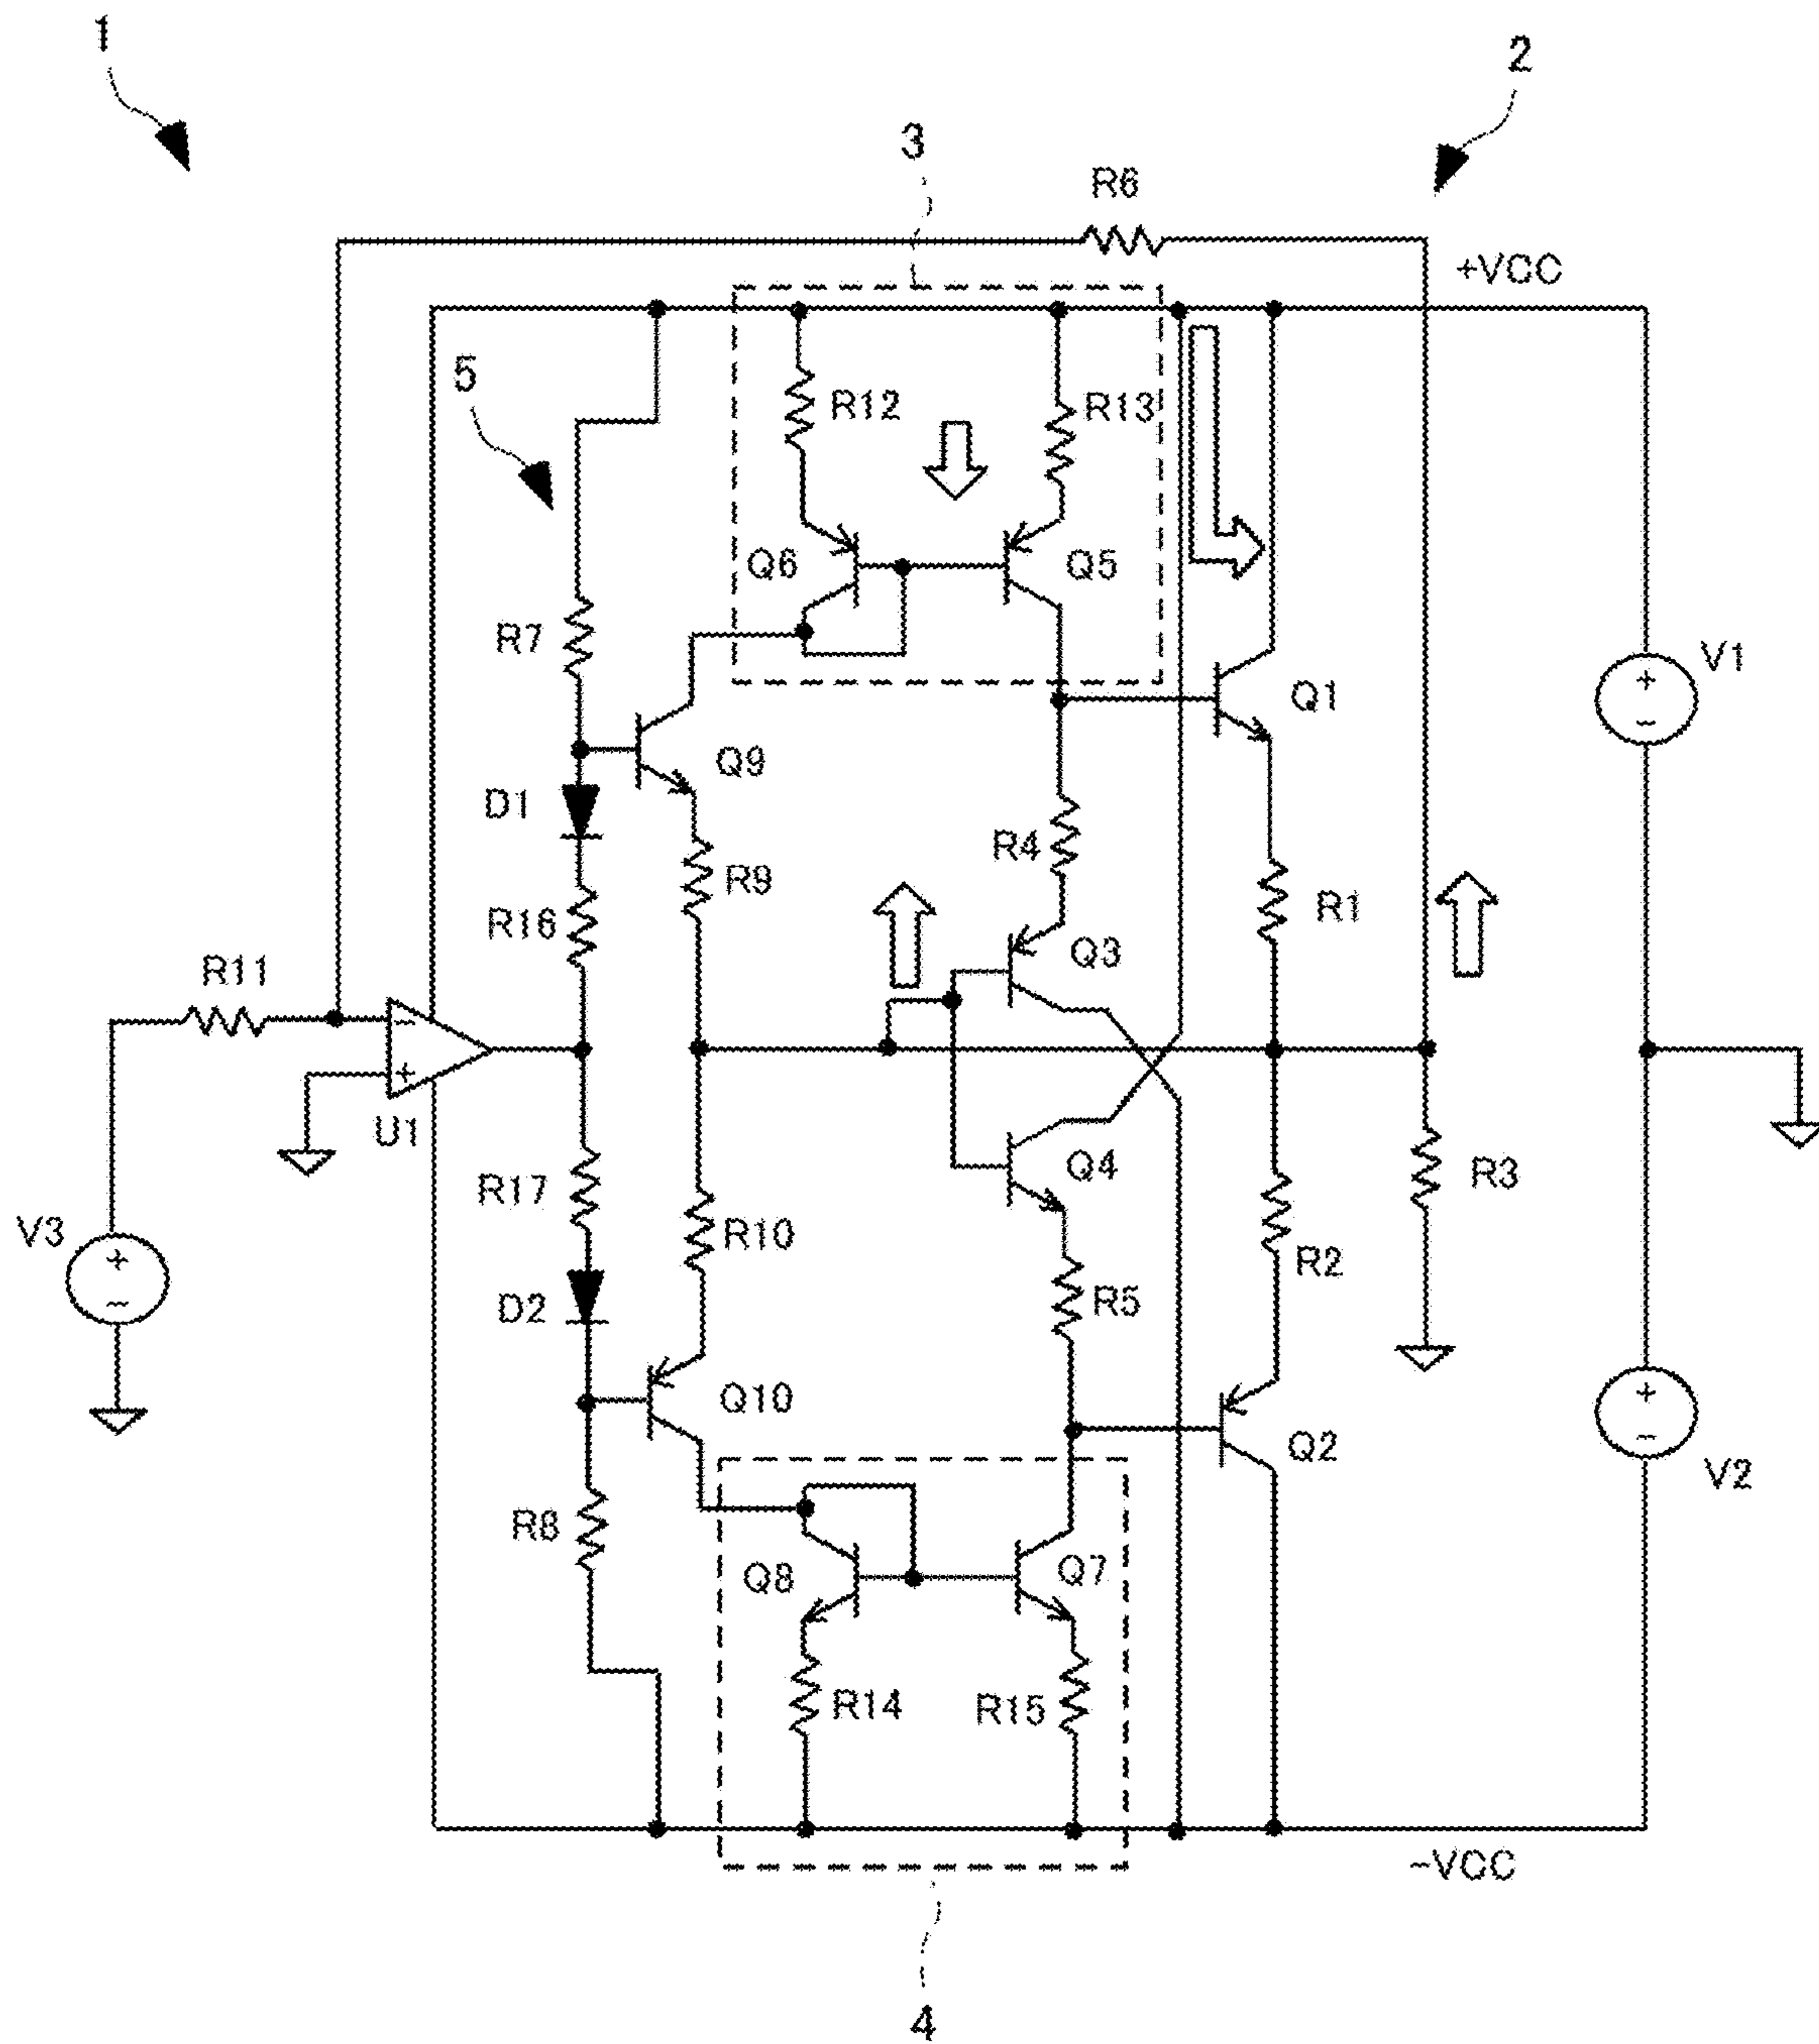 1
2
3
R6
+VCC
5
R12
R13
Q6
Q5
R7
V1
Q1
Q9
D1
R4
R9
R16
R1
Q3
R11
−
+
U1
Q4
R17
R3
V3
R10
R2
D2
R5
Q10
Q2
V2
R8
Q8
Q7
R14
R15
−VCC
4